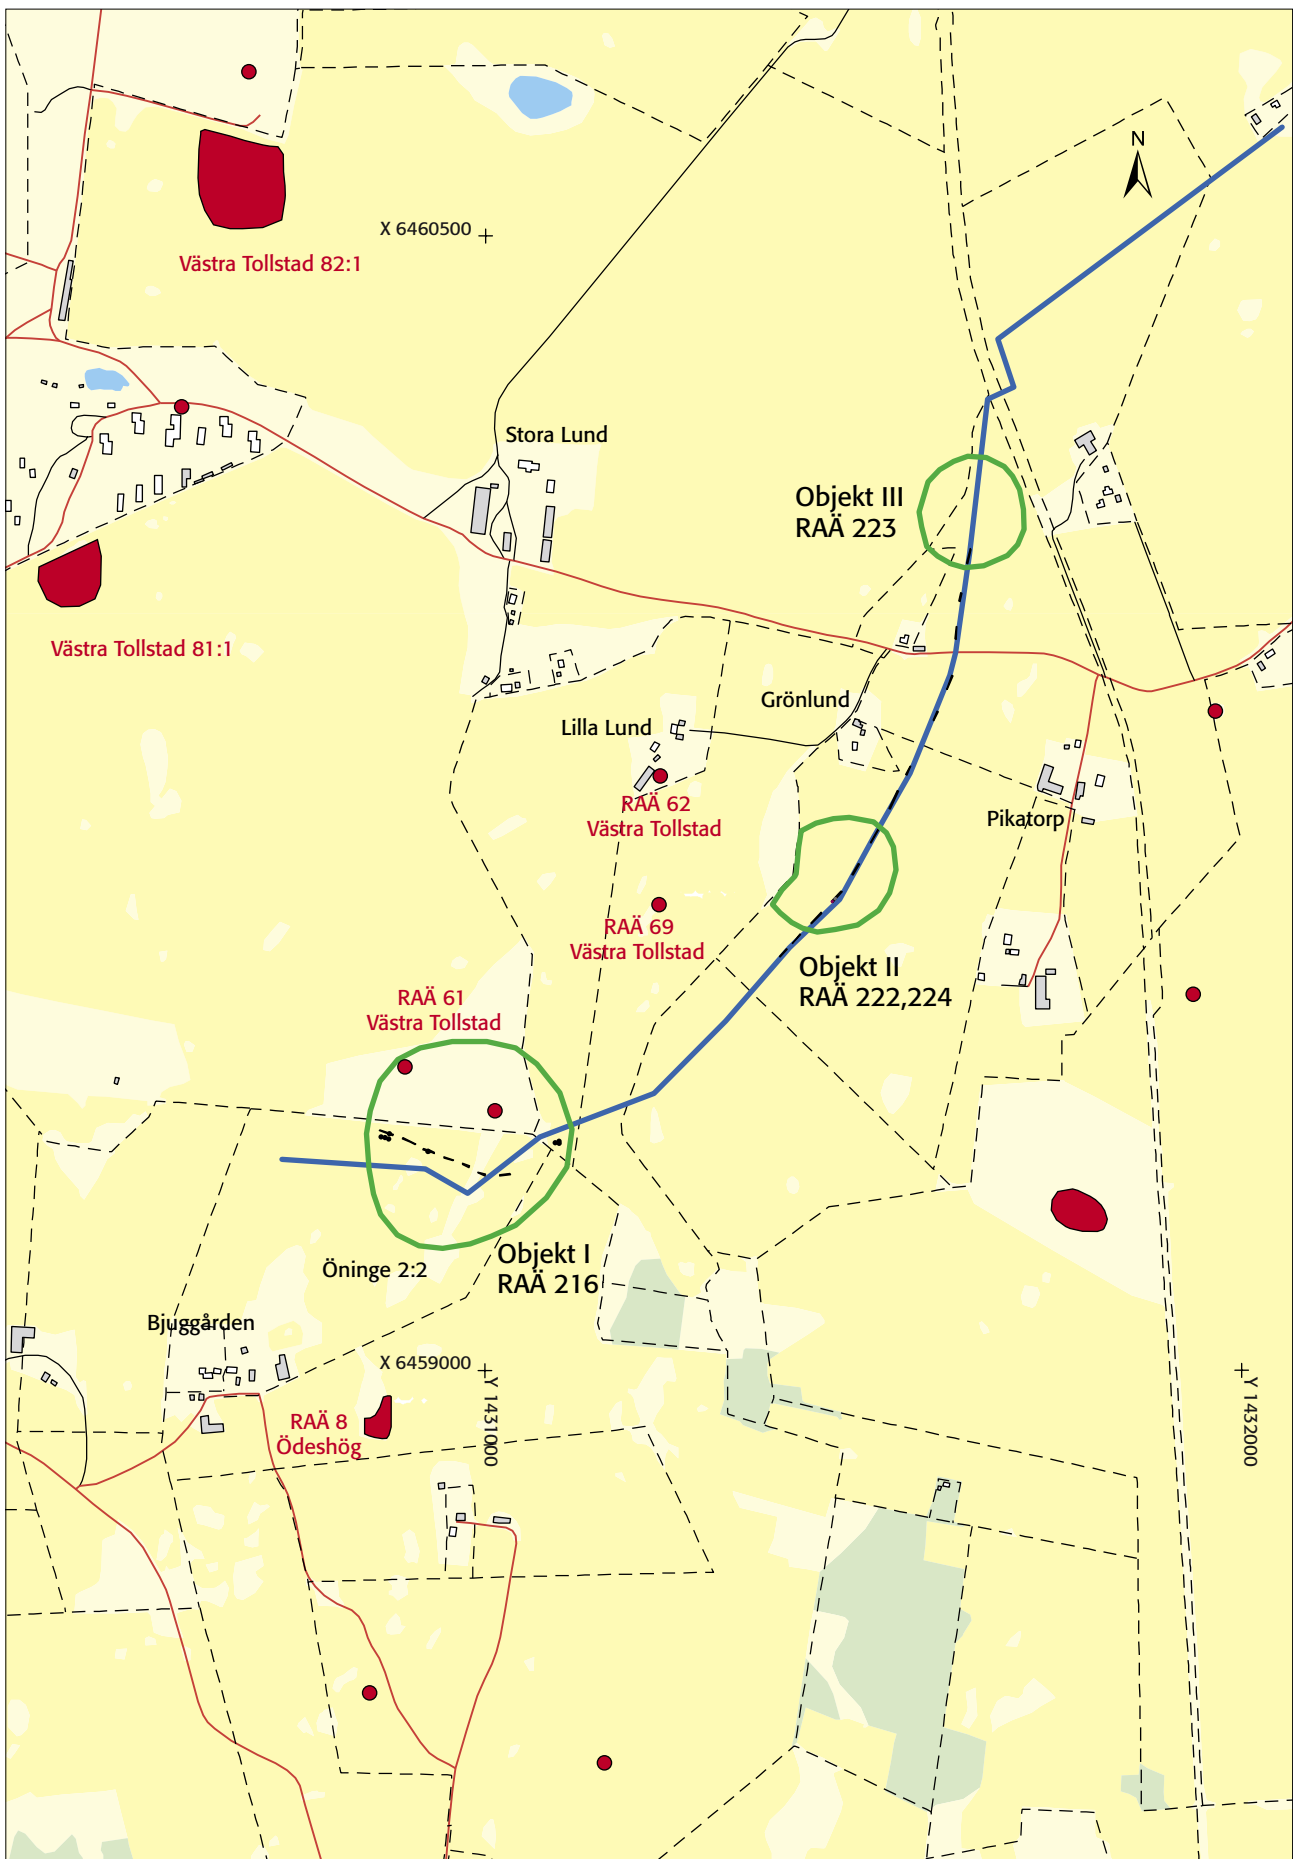 N
X 6460500
Västra Tollstad 82:1
Stora Lund
Objekt III
RAÄ 223
Västra Tollstad 81:1
Grönlund
Lilla Lund
RAÄ 62
Västra Tollstad
Pikatorp
RAÄ 69
Västra Tollstad
Objekt II
RAÄ 222,224
RAÄ 61
Västra Tollstad
Objekt I
RAÄ 216
Öninge 2:2
Bjuggården
X 6459000
Y 1431000
Y 1432000
RAÄ 8
Ödeshög